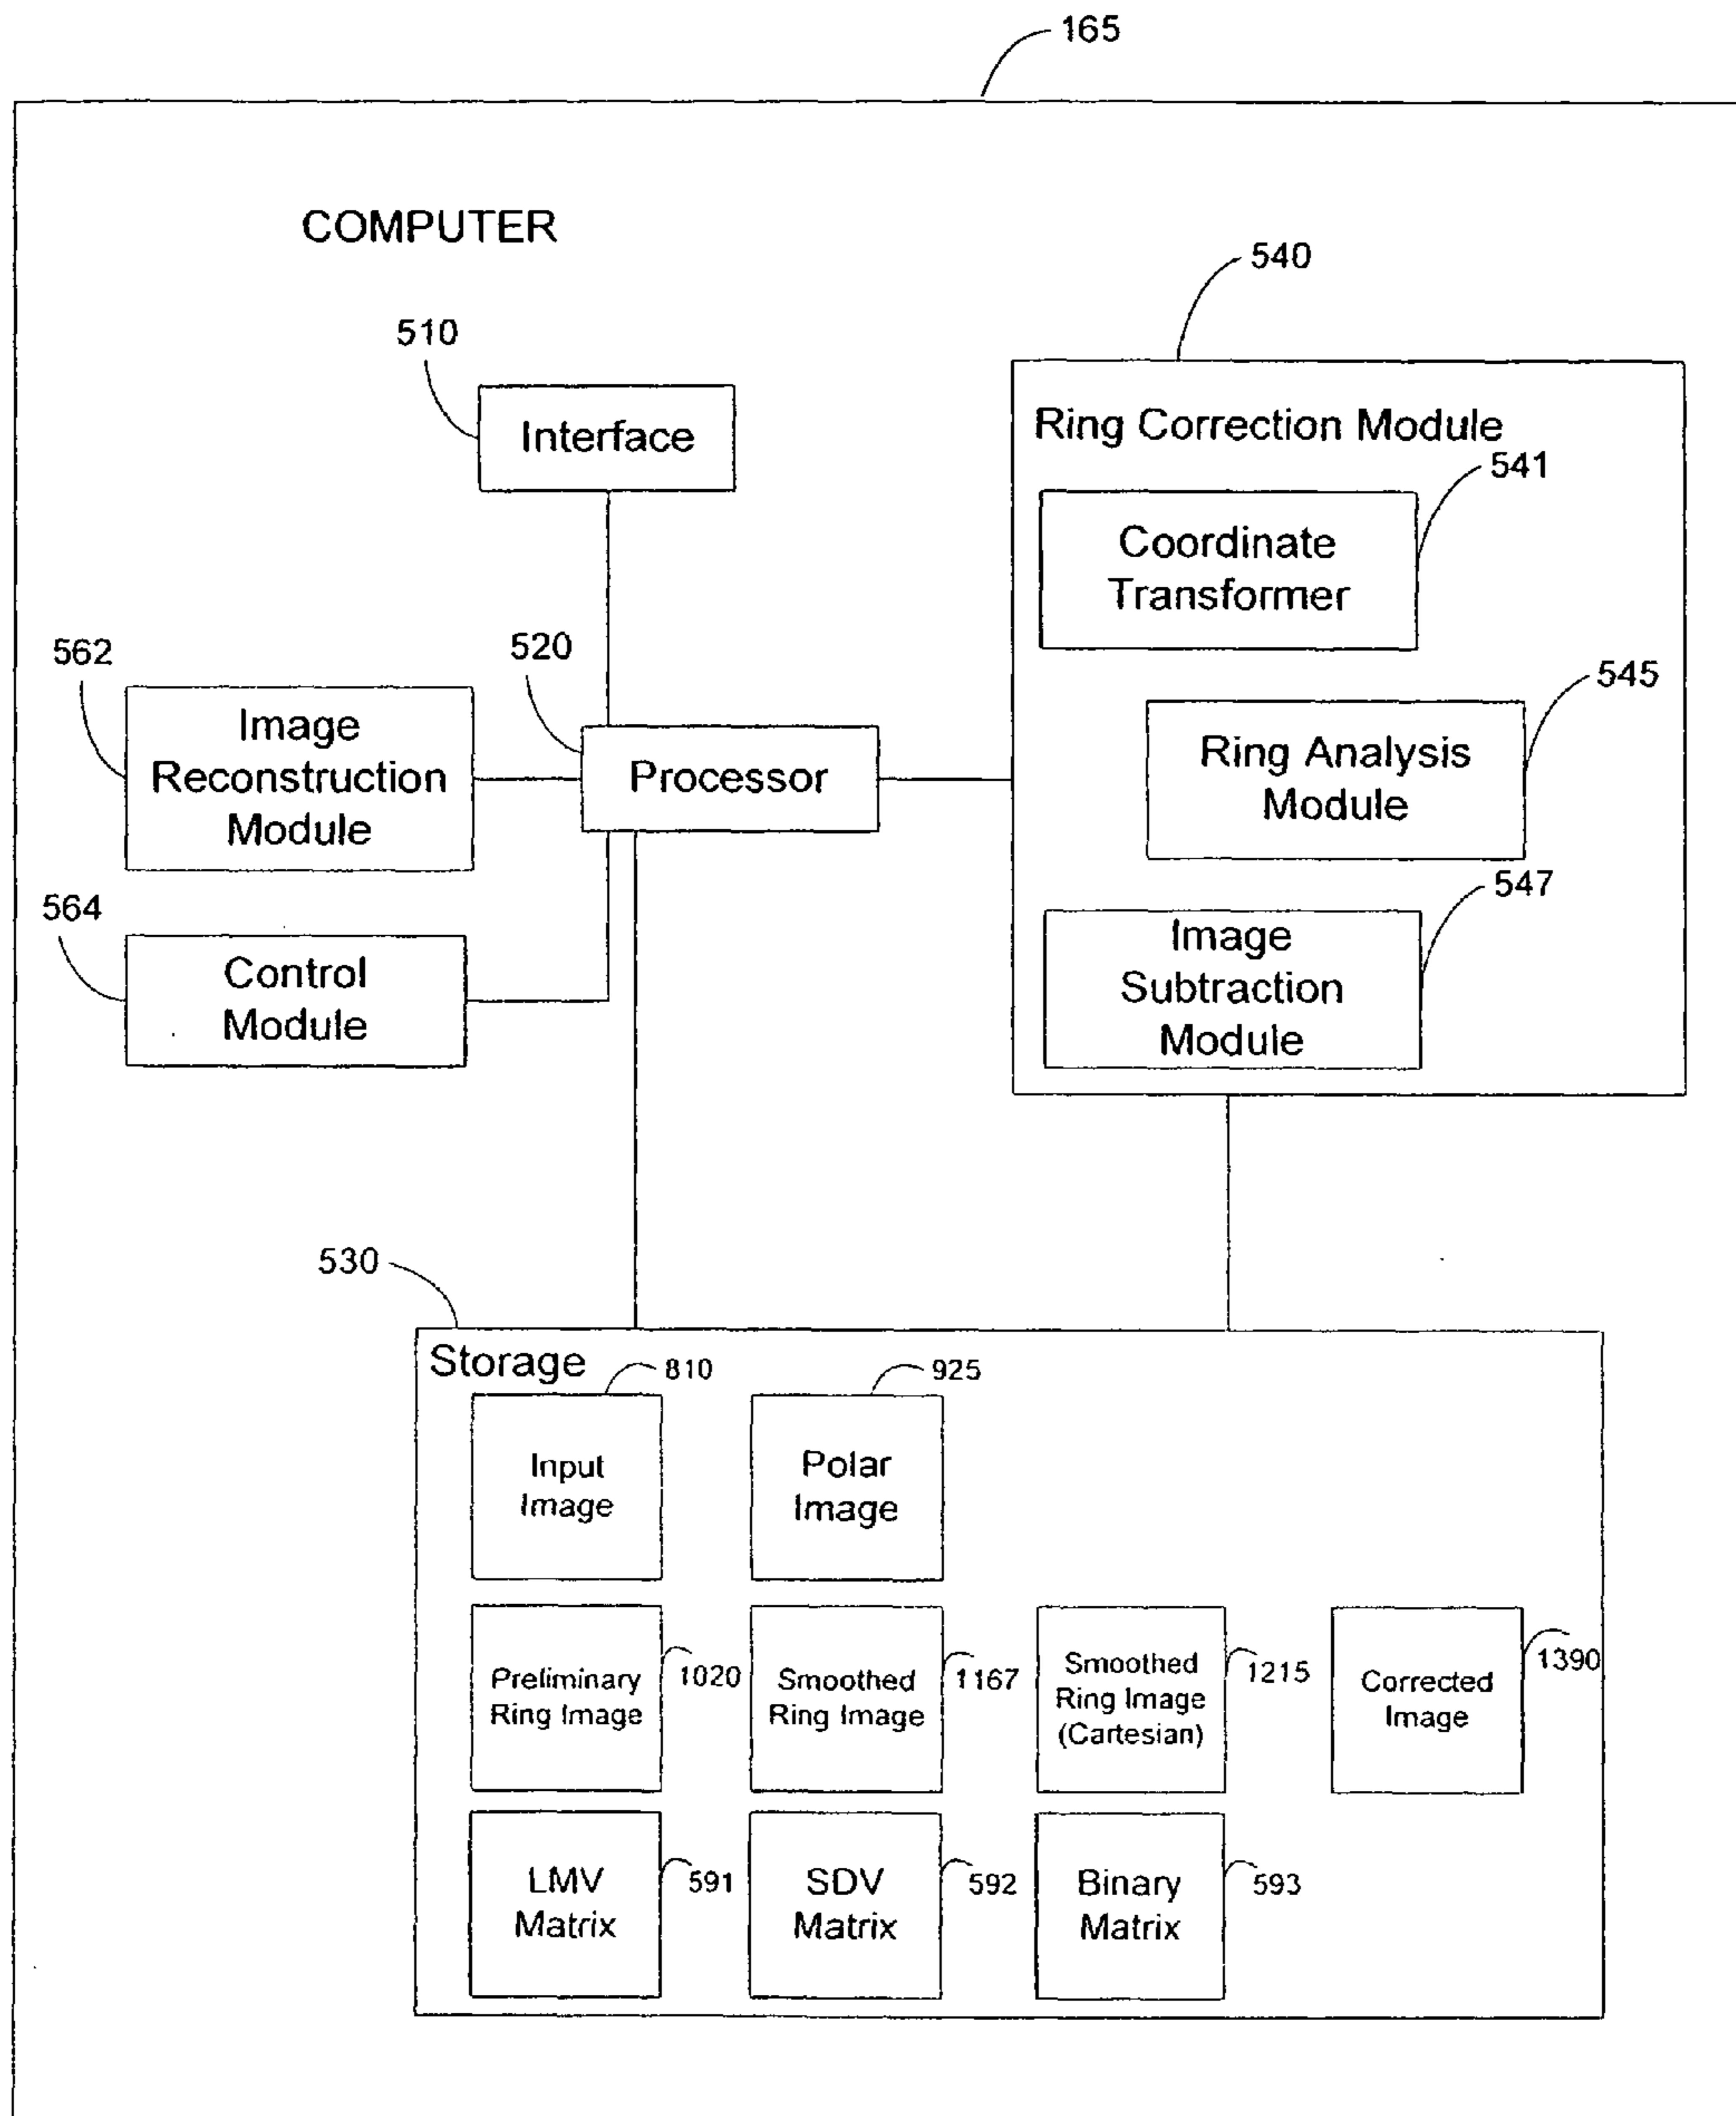 165
COMPUTER
540
510
Interface
Ring Correction Module
541
Coordinate
Transformer
562
520
545
Image
Reconstruction
Module
Processor
Ring Analysis
Module
564
547
Control
Module
Image
Subtraction
Module
530
Storage
810
925
Input
Image
Polar
Image
Preliminary
Ring Image
1020
Smoothed
Ring Image
1167
Smoothed
Ring Image
(Cartesian)
1215
Corrected
Image
1390
LMV
Matrix
591
SDV
Matrix
592
Binary
Matrix
593